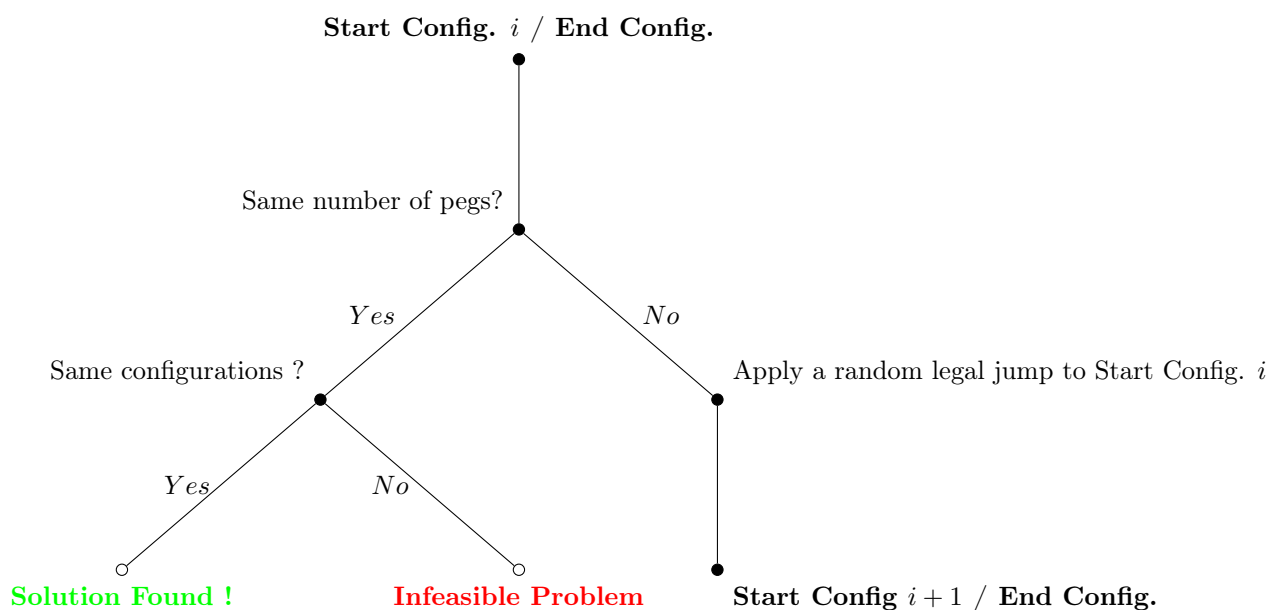 Start Config. i / End Config.
Same number of pegs?
Yes
No
Same configurations ?
Apply a random legal jump to Start Config. i
Yes
No
Solution Found !
Infeasible Problem
Start Config i + 1 / End Config.